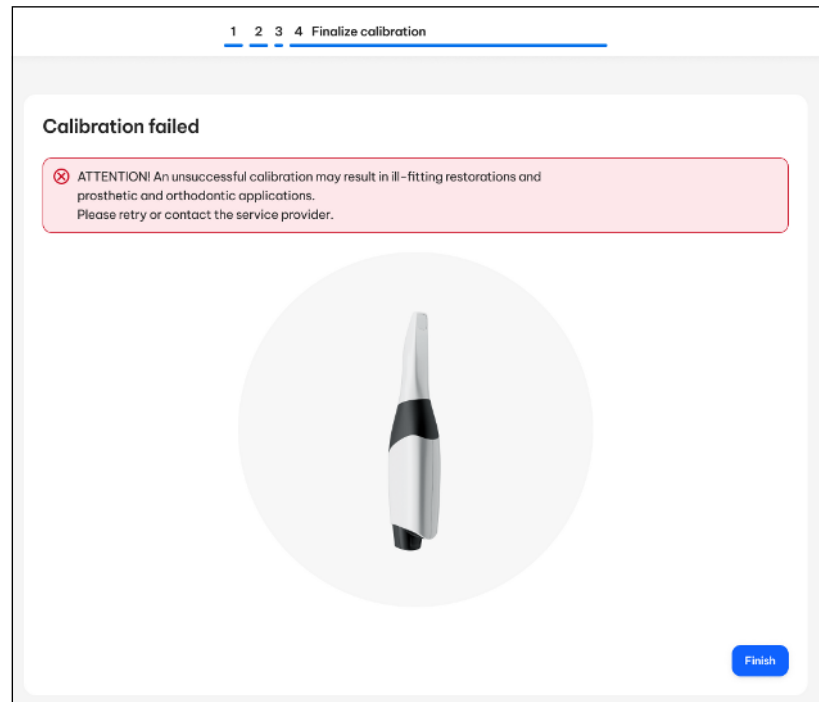 1 2 3 4 Finalize calibration
Calibration failed
ATTENTION! An unsuccessful calibration may result in ill-fitting restorations and
prosthetic and orthodontic applications.
Please retry or contact the service provider.
Finish